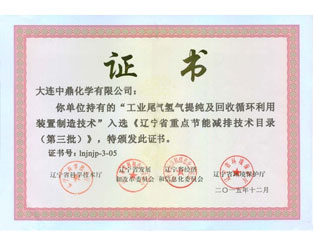 证书
大连中鼎化学有限公司：
你单位持有的“工业尾气氢气提纯及回收循环利用
装置制造技术”入选《辽宁省重点节能减排技术目录
（第三批）》，特颁发此证书。
证书号：lnjnjp-3-05
辽宁省科学技术厅 辽宁省发展和改革委员会 辽宁省经济和信息化委员会 辽宁省环境保护厅
二〇一五年十二月